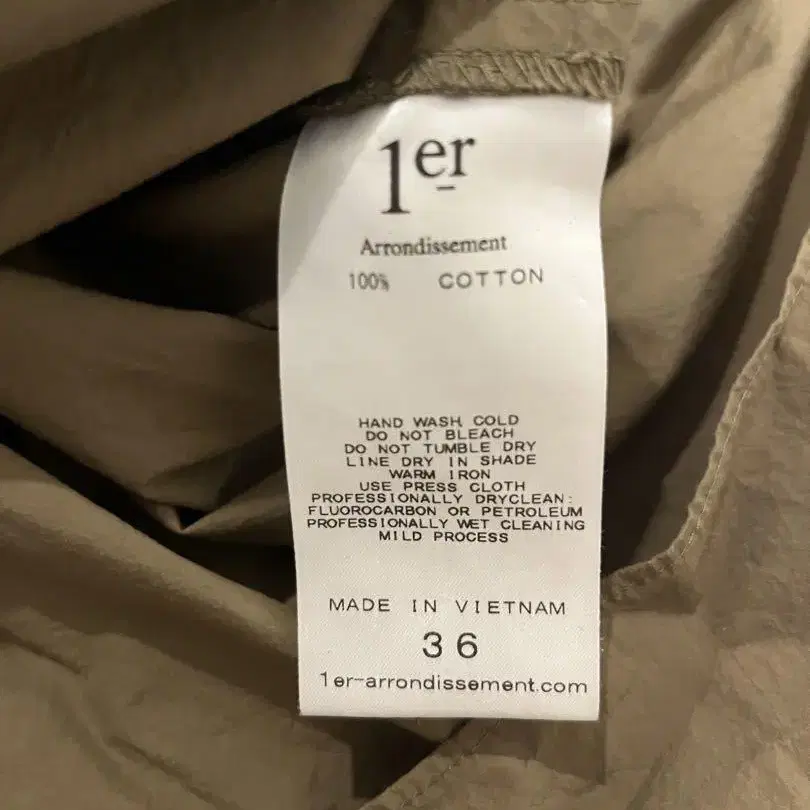 1er
Arrondissement
100% COTTON
HAND WASH COLD
DO NOT BLEACH
DO NOT TUMBLE DRY
LINE DRY IN SHADE
WARM IRON
USE PRESS CLOTH
PROFESSIONALLY DRYCLEAN:
FLUOROCARBON OR PETROLEUM
PROFESSIONALLY WET CLEANING
MILD PROCESS
MADE IN VIETNAM
36
1er-arrondissement.com